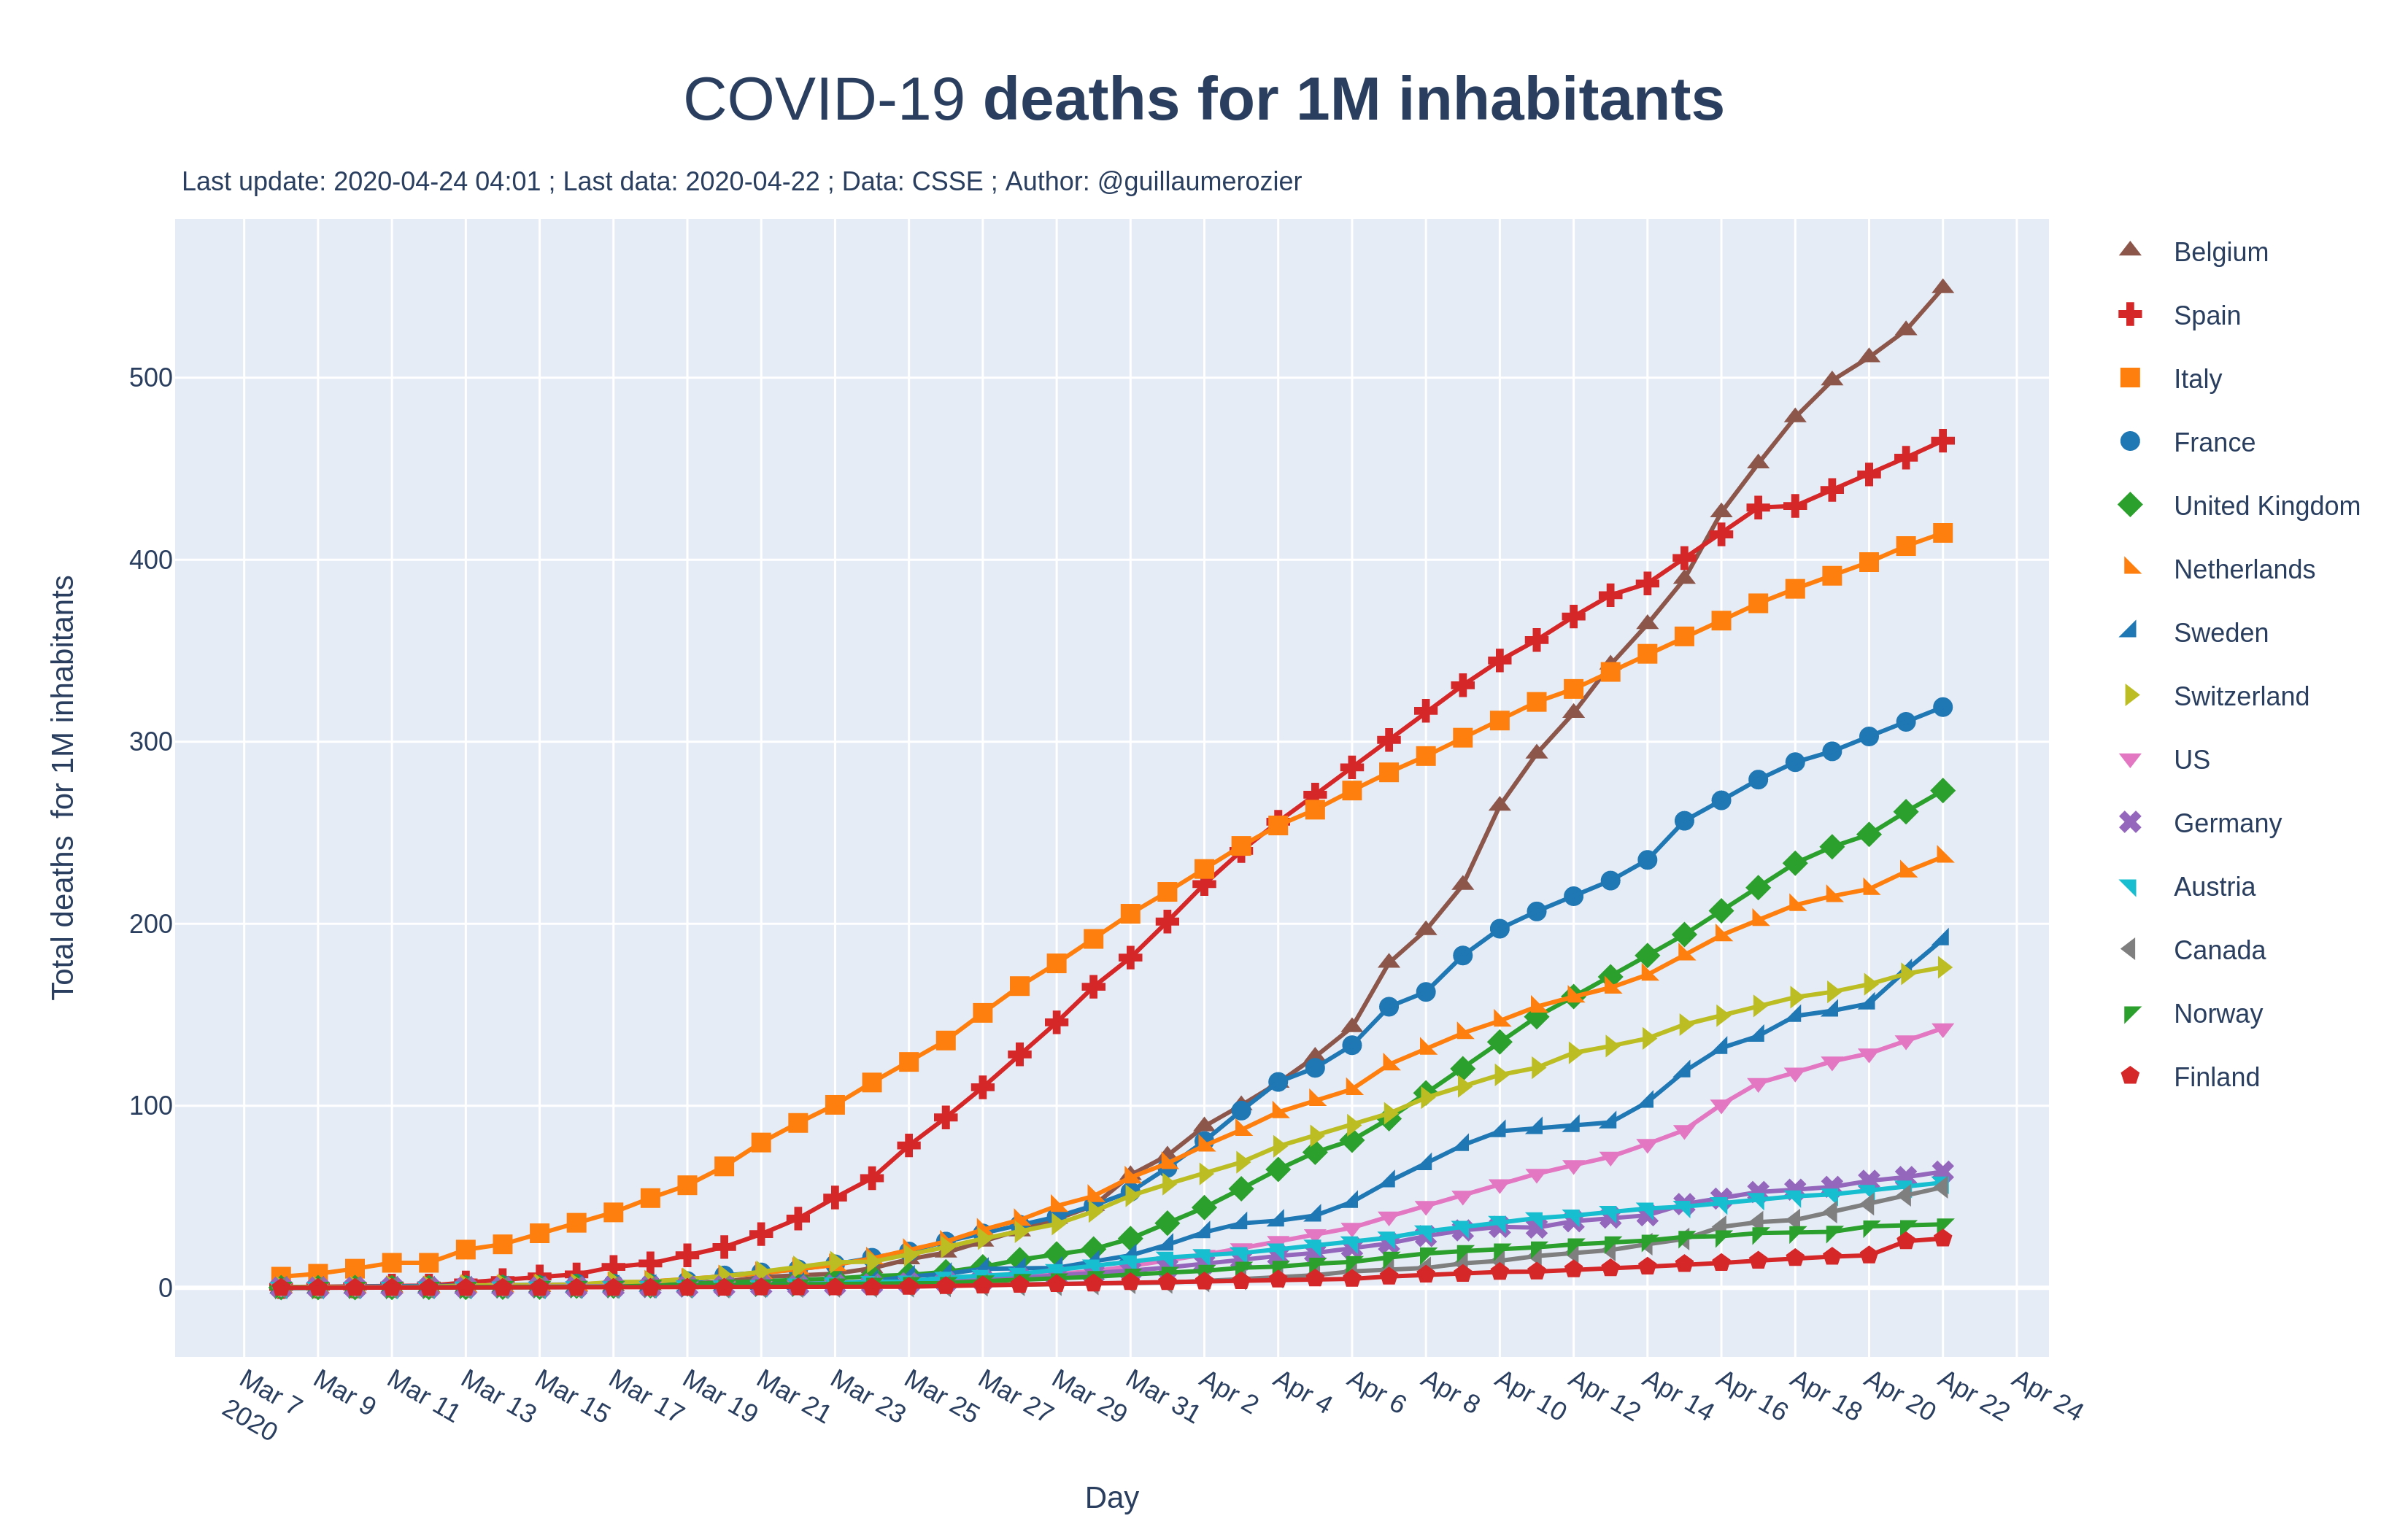 COVID-19 deaths for 1M inhabitants
Last update: 2020-04-24 04:01 ; Last data: 2020-04-22 ; Data: CSSE ; Author: @guillaumerozier
Total deaths for 1M inhabitants
500
400
300
200
100
0
Mar 7
2020
Mar 9
Mar 11
Mar 13
Mar 15
Mar 17
Mar 19
Mar 21
Mar 23
Mar 25
Mar 27
Mar 29
Mar 31
Apr 2
Apr 4
Apr 6
Apr 8
Apr 10
Apr 12
Apr 14
Apr 16
Apr 18
Apr 20
Apr 22
Apr 24
Day
Belgium
Spain
Italy
France
United Kingdom
Netherlands
Sweden
Switzerland
US
Germany
Austria
Canada
Norway
Finland